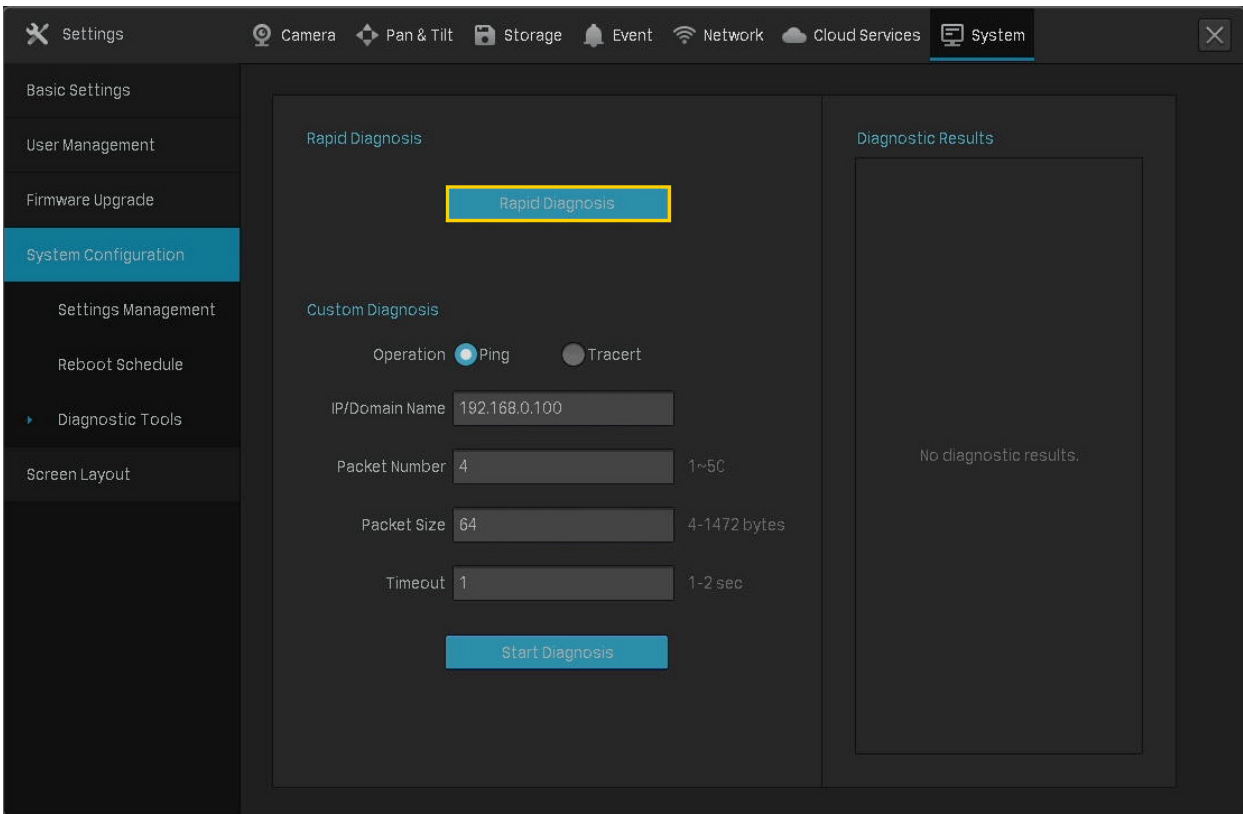 Settings
Camera Pan & Tilt Storage Event Network Cloud Services System
Basic Settings
User Management
Firmware Upgrade
System Configuration
Settings Management
Reboot Schedule
Diagnostic Tools
Screen Layout
Rapid Diagnosis
Rapid Diagnosis
Custom Diagnosis
Operation Ping Tracert
IP/Domain Name 192.168.0.100
Packet Number 4 1~50
Packet Size 64 4-1472 bytes
Timeout 1 1-2 sec
Start Diagnosis
Diagnostic Results
No diagnostic results.